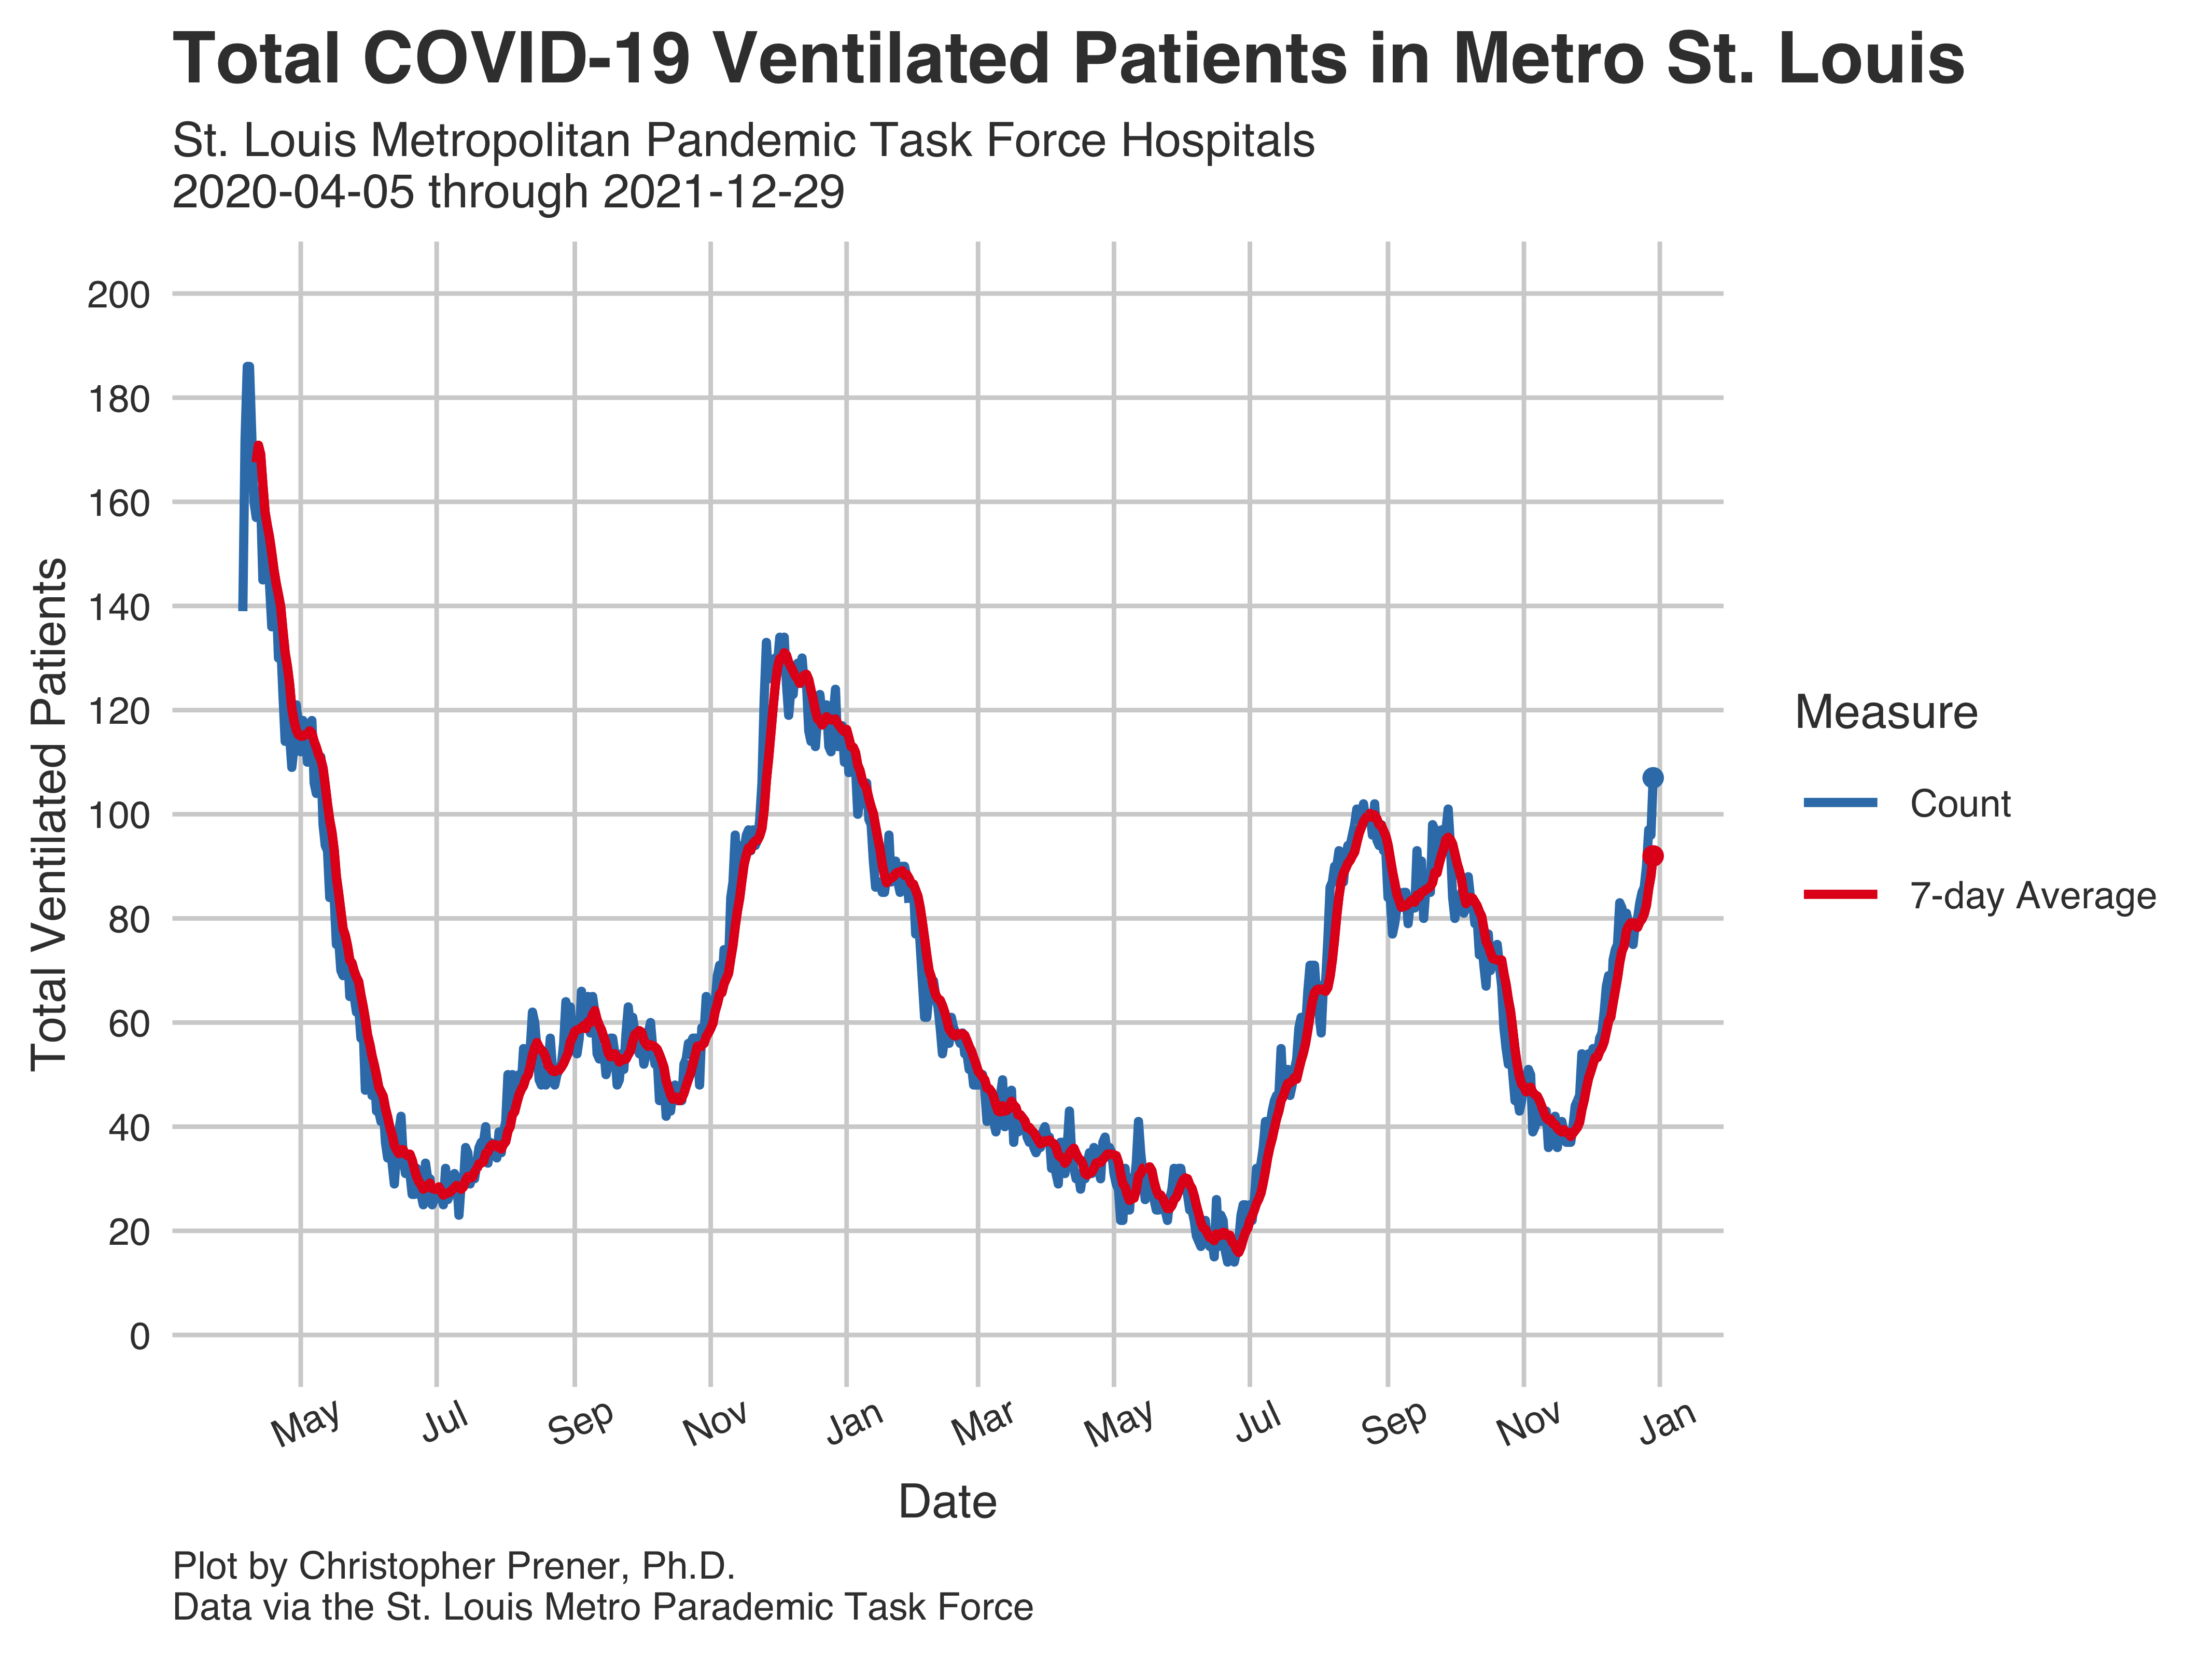 Total COVID-19 Ventilated Patients in Metro St. Louis
St. Louis Metropolitan Pandemic Task Force Hospitals
2020-04-05 through 2021-12-29
Total Ventilated Patients
200
180
160
140
120
100
80
60
40
20
0
May
Jul
Sep
Nov
Jan
Mar
May
Jul
Sep
Nov
Jan
Date
Measure
Count
7-day Average
Plot by Christopher Prener, Ph.D.
Data via the St. Louis Metro Parademic Task Force